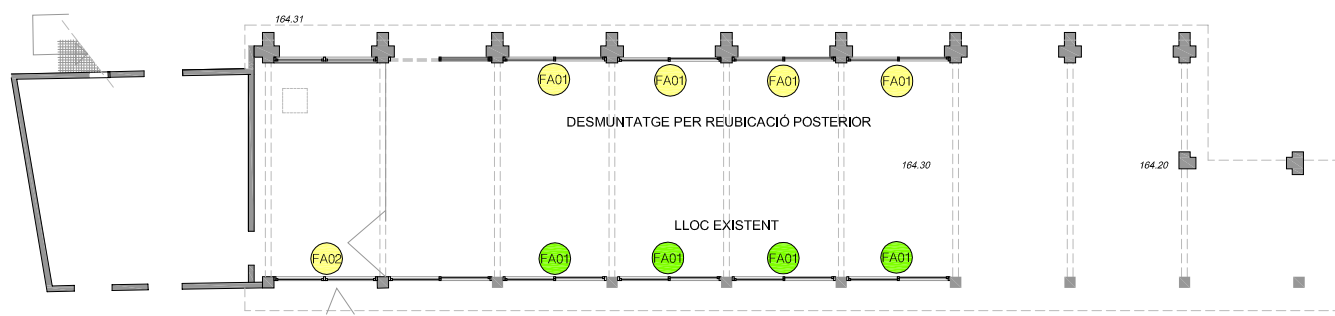 164.31
FA01 FA01 FA01 FA01
DESMUNTATGE PER REUBICACIÓ POSTERIOR
164.30 164.20
LLOC EXISTENT
FA02 FA01 FA01 FA01 FA01